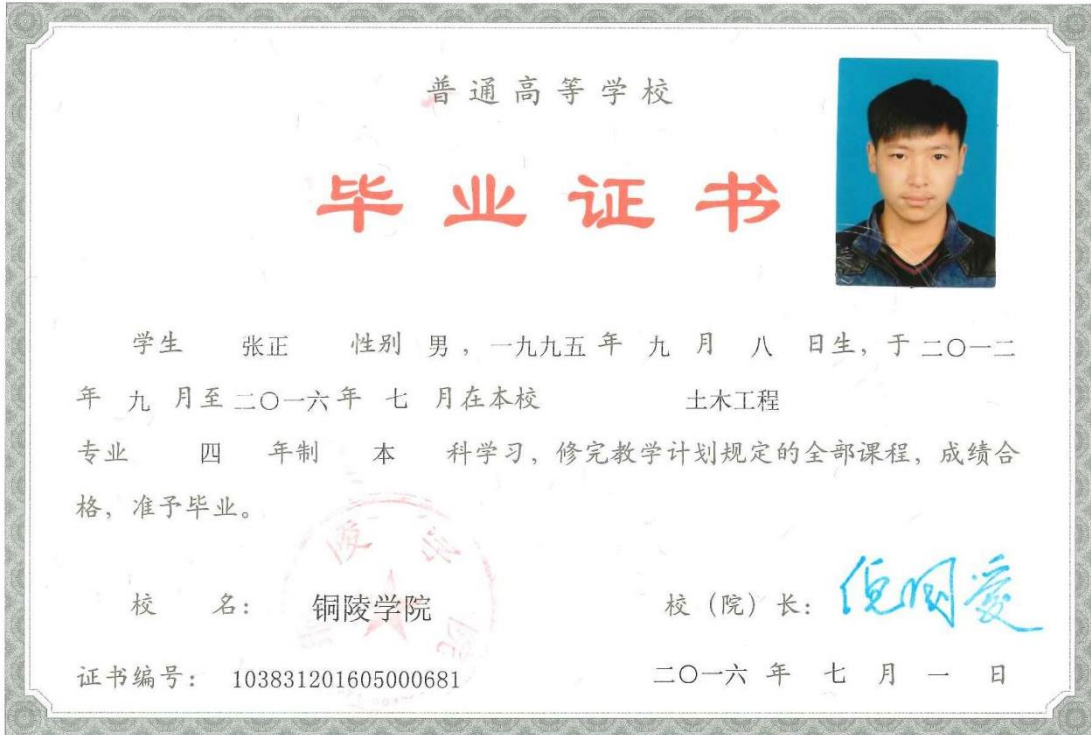 普通高等学校
毕业证书
学生 张正 性别 男，一九九五年 九 月 八 日生，于二〇一二
年 九 月至二〇一六年 七 月在本校 土木工程
专业 四 年制 本 科学习，修完教学计划规定的全部课程，成绩合
格，准予毕业。
校 名： 铜陵学院
校（院）长： 倪国爱
证书编号： 103831201605000681
二〇一六 年 七 月 一 日